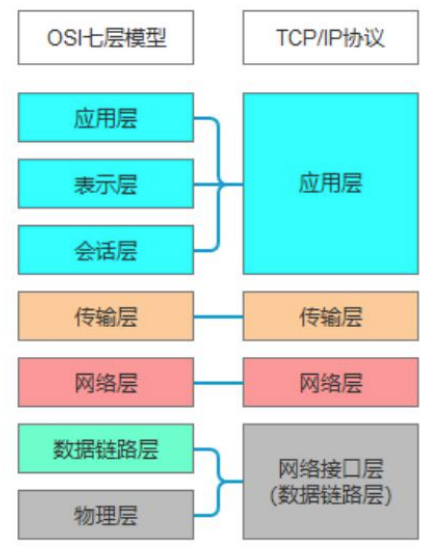 OSI七层模型
TCP/IP协议
应用层
表示层
会话层
应用层
传输层
传输层
网络层
网络层
数据链路层
物理层
网络接口层
(数据链路层)